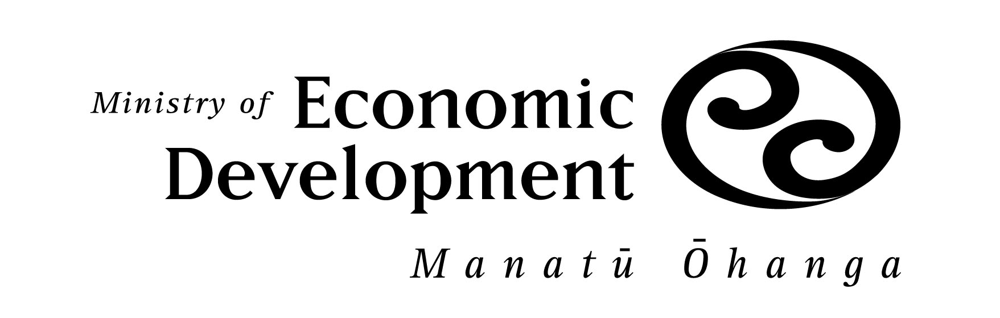 Ministry of Economic
Development
Manatū Ōhanga